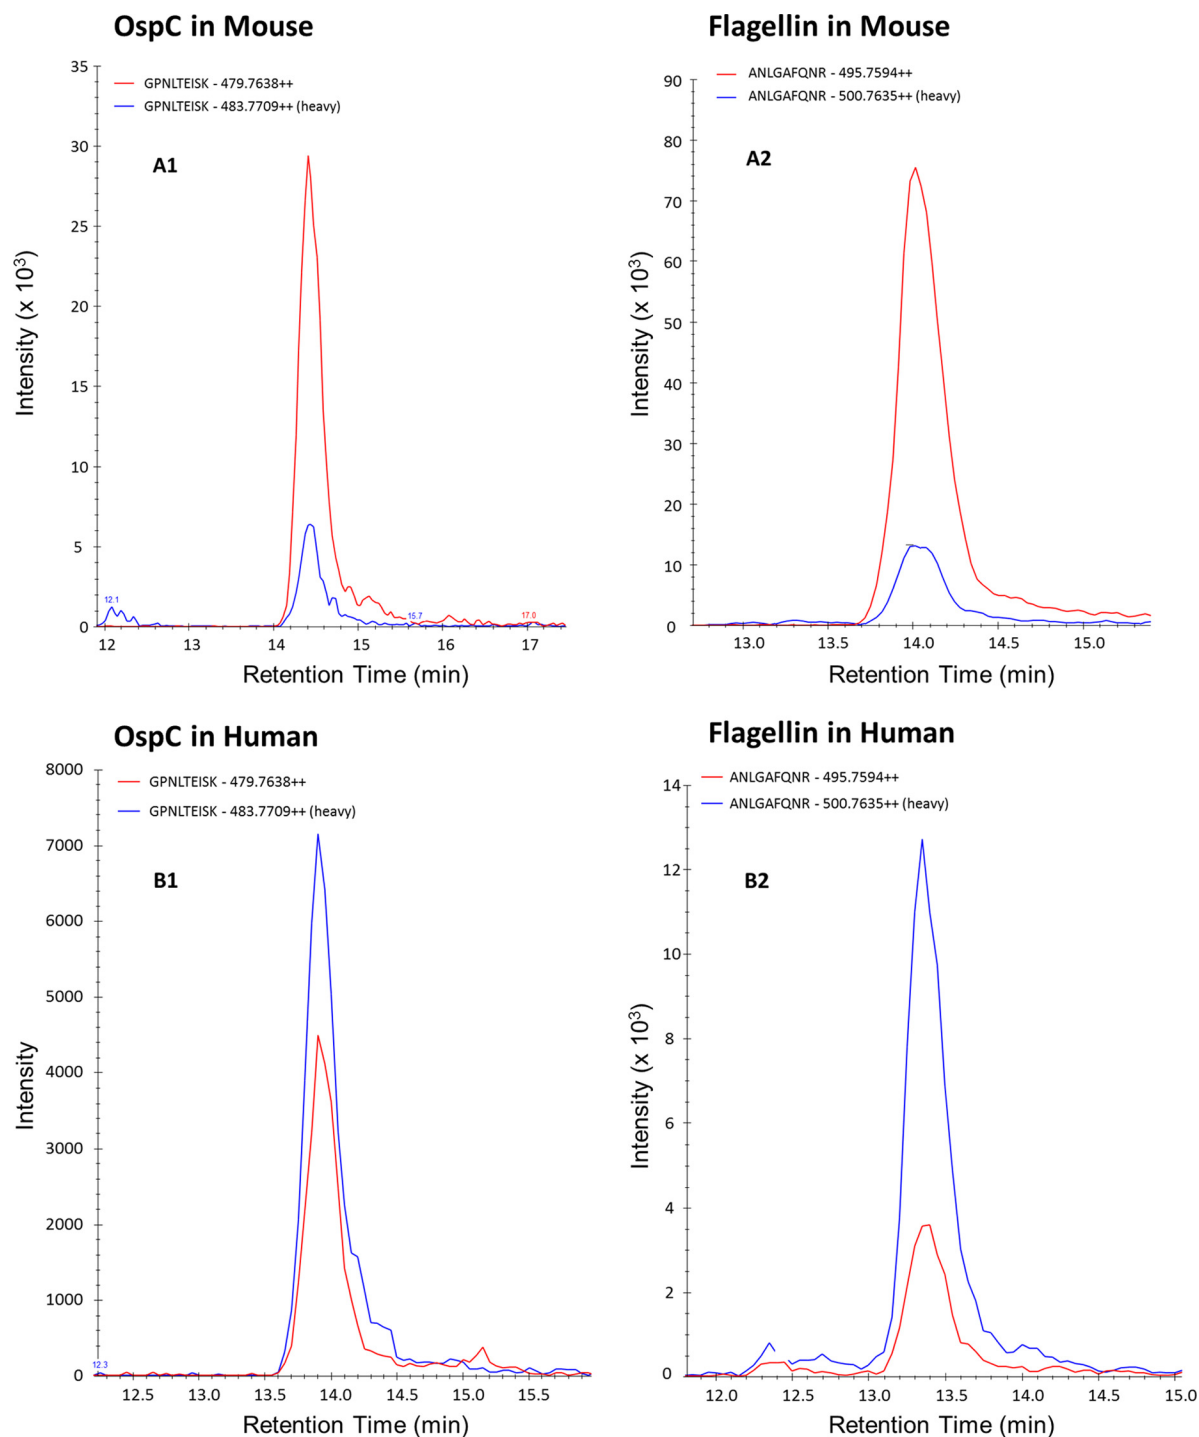 OspC in Mouse
GPNLTEISK - 479.7638++
GPNLTEISK - 483.7709++ (heavy)
A1
Intensity (x 10³)
35
30
25
20
15
10
5
0
12.1
15.7
17.0
12 13 14 15 16 17
Retention Time (min)
Flagellin in Mouse
ANLGAFQNR - 495.7594++
ANLGAFQNR - 500.7635++ (heavy)
A2
Intensity (x 10³)
90
80
70
60
50
40
30
20
10
0
13.0 13.5 14.0 14.5 15.0
Retention Time (min)
OspC in Human
GPNLTEISK - 479.7638++
GPNLTEISK - 483.7709++ (heavy)
B1
Intensity
8000
7000
6000
5000
4000
3000
2000
1000
0
12.3
12.5 13.0 13.5 14.0 14.5 15.0 15.5
Retention Time (min)
Flagellin in Human
ANLGAFQNR - 495.7594++
ANLGAFQNR - 500.7635++ (heavy)
B2
Intensity (x 10³)
14
12
10
8
6
4
2
0
12.0 12.5 13.0 13.5 14.0 14.5 15.0
Retention Time (min)